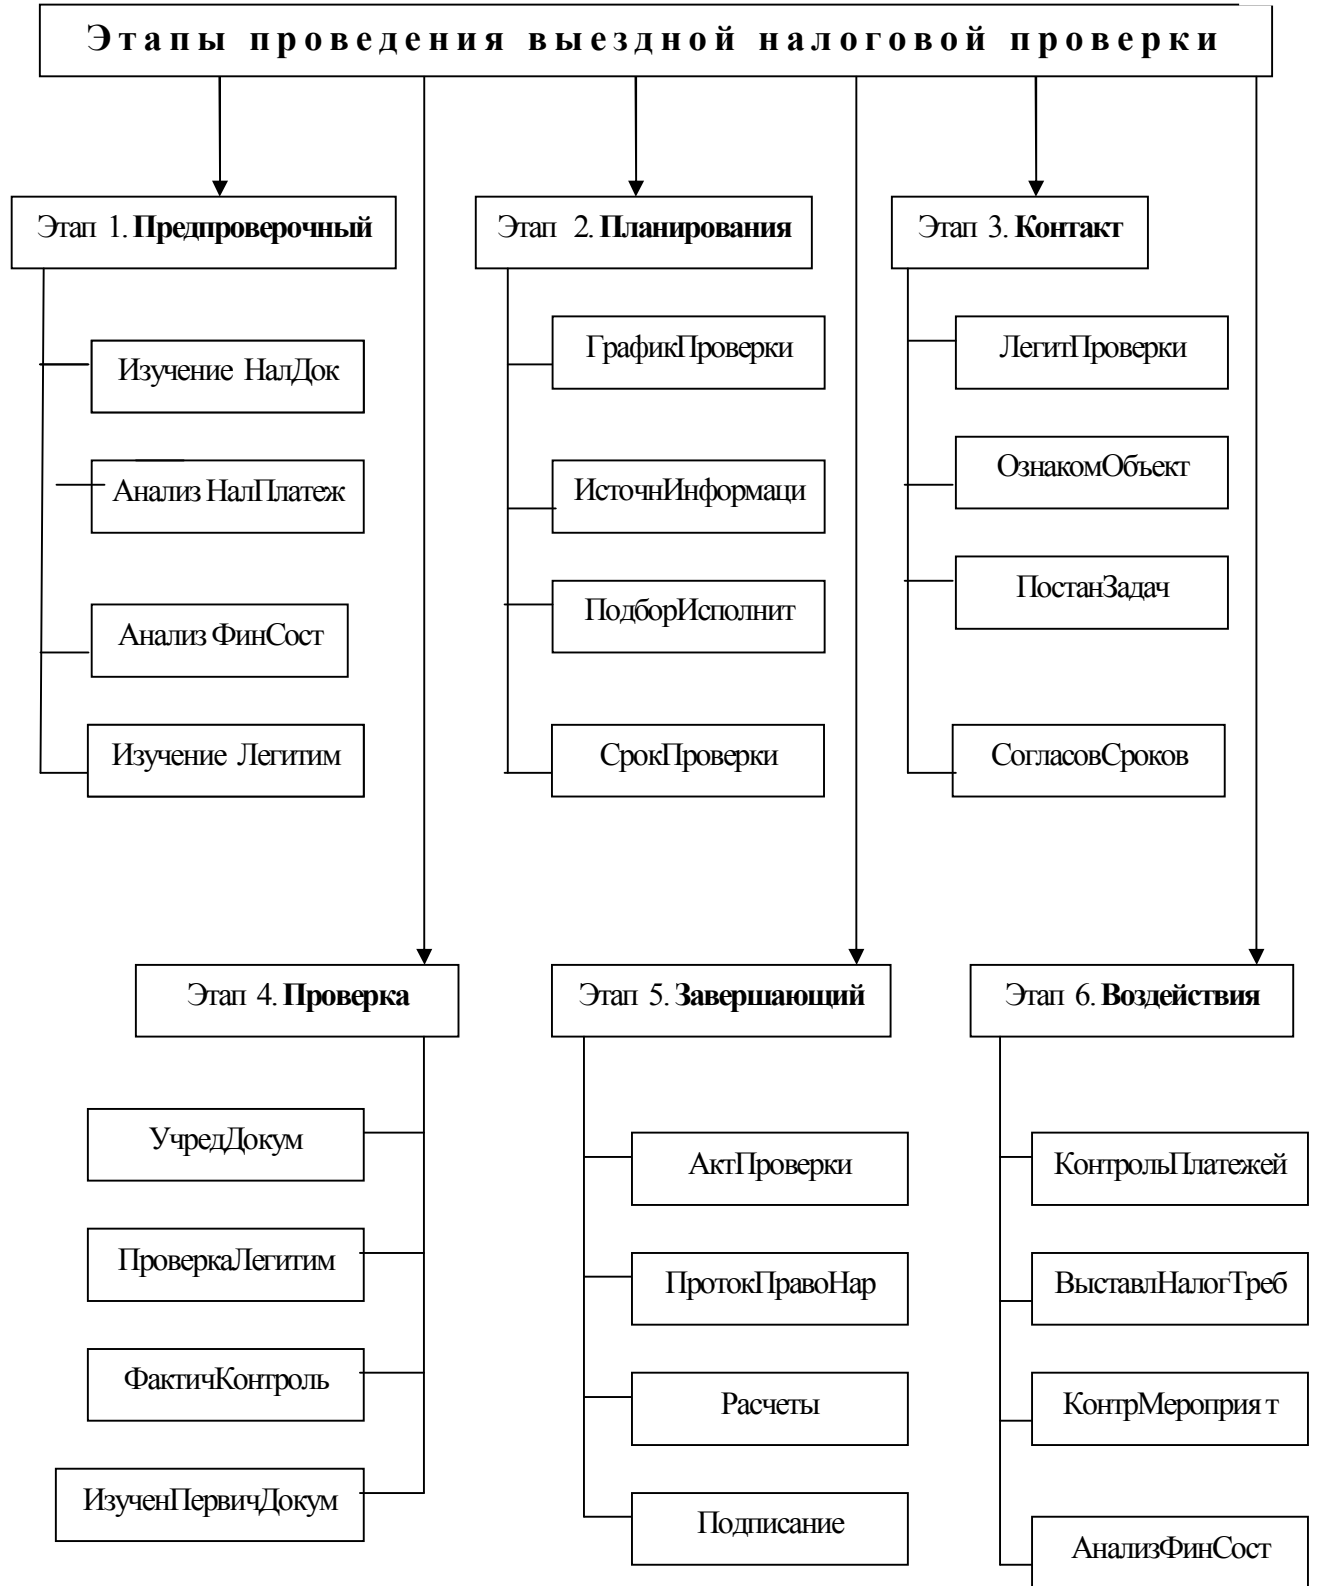 Этапы проведения выездной налоговой проверки
Этап 1. Предпроверочный
Изучение НалДок
Анализ НалПлатеж
Анализ ФинСост
Изучение Легитим
Этап 2. Планирования
ГрафикПроверки
ИсточнИнформаци
ПодборИсполнит
СрокПроверки
Этап 3. Контакт
ЛегитПроверки
ОзнакомОбъект
ПостанЗадач
СогласовСроков
Этап 4. Проверка
УчредДокум
ПроверкаЛегитим
ФактичКонтроль
ИзученПервичДокум
Этап 5. Завершающий
АктПроверки
ПротокПравоНар
Расчеты
Подписание
Этап 6. Воздействия
КонтрольПлатежей
ВыставлНалогТреб
КонтрМероприя т
АнализФинСост